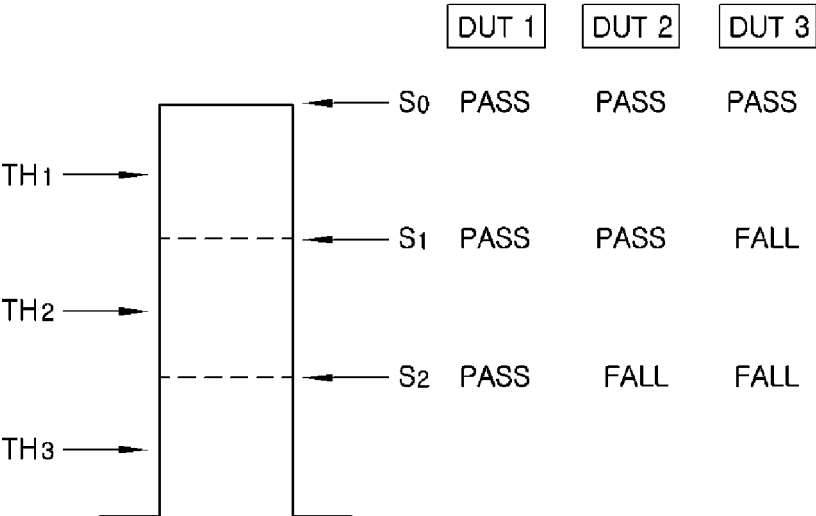 DUT 1 DUT 2 DUT 3
S0 PASS PASS PASS
TH1
S1 PASS PASS FALL
TH2
S2 PASS FALL FALL
TH3